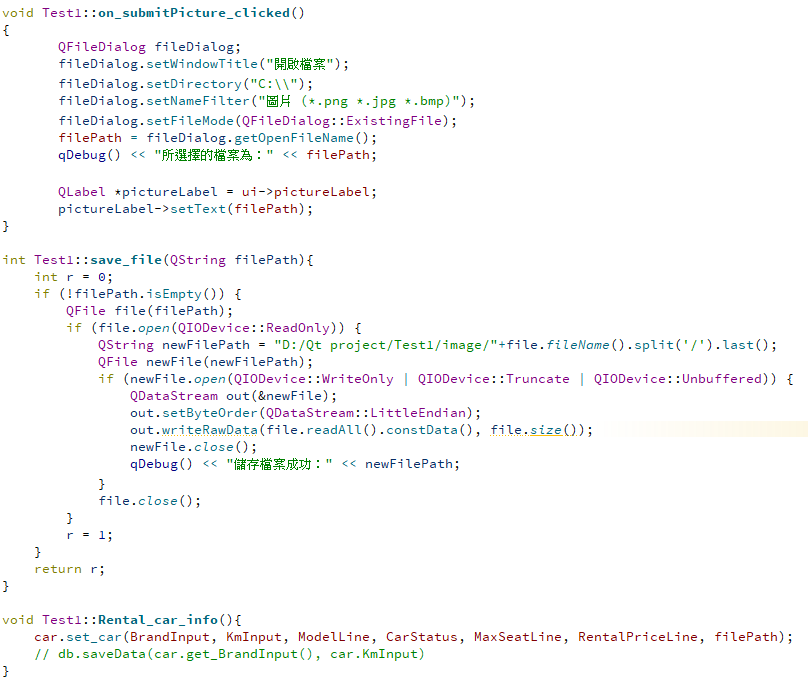 void Test1::on_submitPicture_clicked()
{
       QFileDialog fileDialog;
       fileDialog.setWindowTitle("開啟檔案");
       fileDialog.setDirectory("C:\\");
       fileDialog.setNameFilter("圖片 (*.png *.jpg *.bmp)");
       fileDialog.setFileMode(QFileDialog::ExistingFile);
       filePath = fileDialog.getOpenFileName();
       qDebug() << "所選擇的檔案為：" << filePath;

       QLabel *pictureLabel = ui->pictureLabel;
       pictureLabel->setText(filePath);
}

int Test1::save_file(QString filePath){
    int r = 0;
    if (!filePath.isEmpty()) {
        QFile file(filePath);
        if (file.open(QIODevice::ReadOnly)) {
            QString newFilePath = "D:/Qt project/Test1/image/"+file.fileName().split('/').last();
            QFile newFile(newFilePath);
            if (newFile.open(QIODevice::WriteOnly | QIODevice::Truncate | QIODevice::Unbuffered)) {
                QDataStream out(&newFile);
                out.setByteOrder(QDataStream::LittleEndian);
                out.writeRawData(file.readAll().constData(), file.size());
                newFile.close();
                qDebug() << "儲存檔案成功：" << newFilePath;
            }
            file.close();
        }
        r = 1;
    }
    return r;
}

void Test1::Rental_car_info(){
    car.set_car(BrandInput, KmInput, ModelLine, CarStatus, MaxSeatLine, RentalPriceLine, filePath);
    // db.saveData(car.get_BrandInput(), car.KmInput)
}